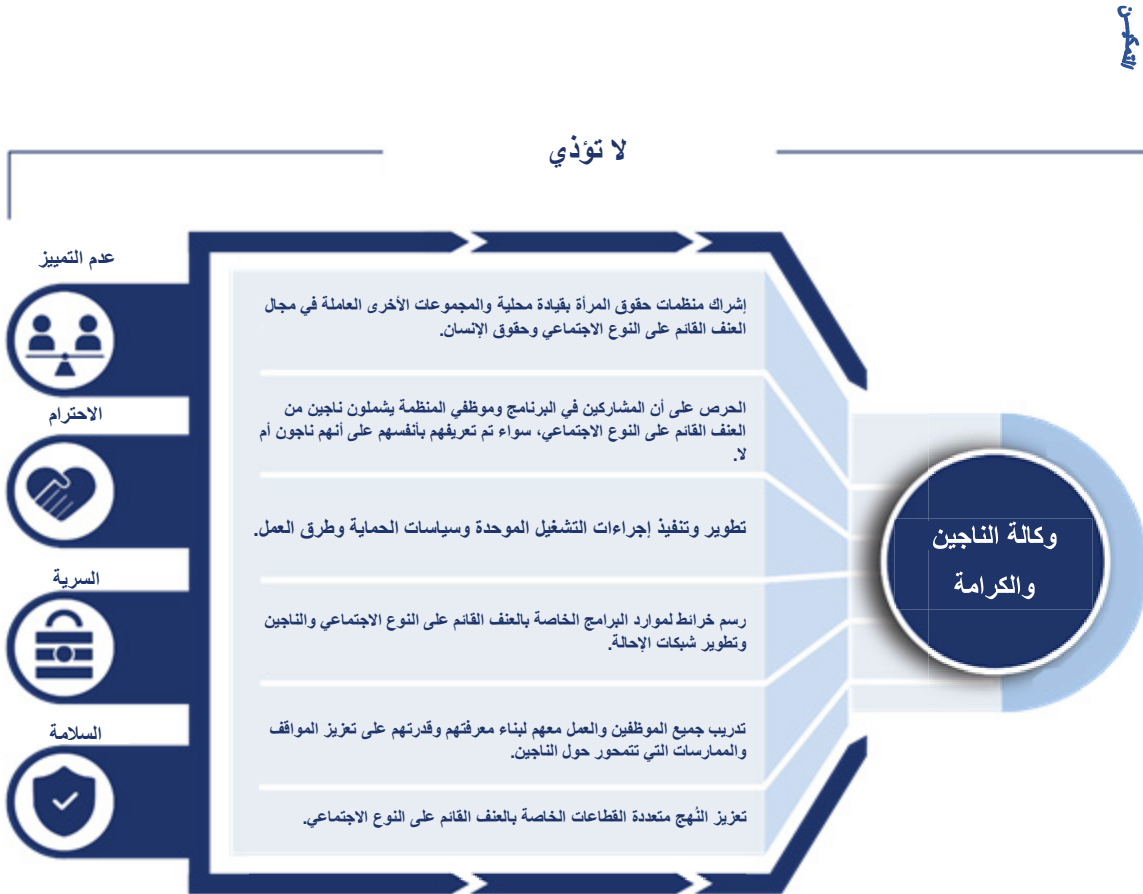 التمكين
لا تؤذي
عدم التمييز
الاحترام
السرية
السلامة
إشراك منظمات حقوق المرأة بقيادة محلية والمجموعات الأخرى العاملة في مجال
العنف القائم على النوع الاجتماعي وحقوق الإنسان.
الحرص على أن المشاركين في البرنامج وموظفي المنظمة يشملون ناجين من
العنف القائم على النوع الاجتماعي، سواء تم تعريفهم بأنفسهم على أنهم ناجون أم
لا.
تطوير وتنفيذ إجراءات التشغيل الموحدة وسياسات الحماية وطرق العمل.
رسم خرائط لموارد البرامج الخاصة بالعنف القائم على النوع الاجتماعي والناجين
وتطوير شبكات الإحالة.
تدريب جميع الموظفين والعمل معهم لبناء معرفتهم وقدرتهم على تعزيز المواقف
والممارسات التي تتمحور حول الناجين.
تعزيز النُهج متعددة القطاعات الخاصة بالعنف القائم على النوع الاجتماعي.
وكالة الناجين
والكرامة